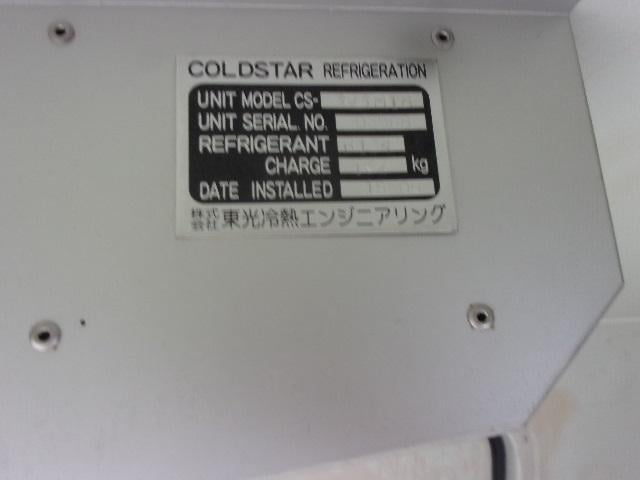 COLDSTAR REFRIGERATION
UNIT MODEL CS-
UNIT SERIAL NO.
REFRIGERANT
CHARGE kg
DATE INSTALLED
株式会社 東光冷熱エンジニアリング